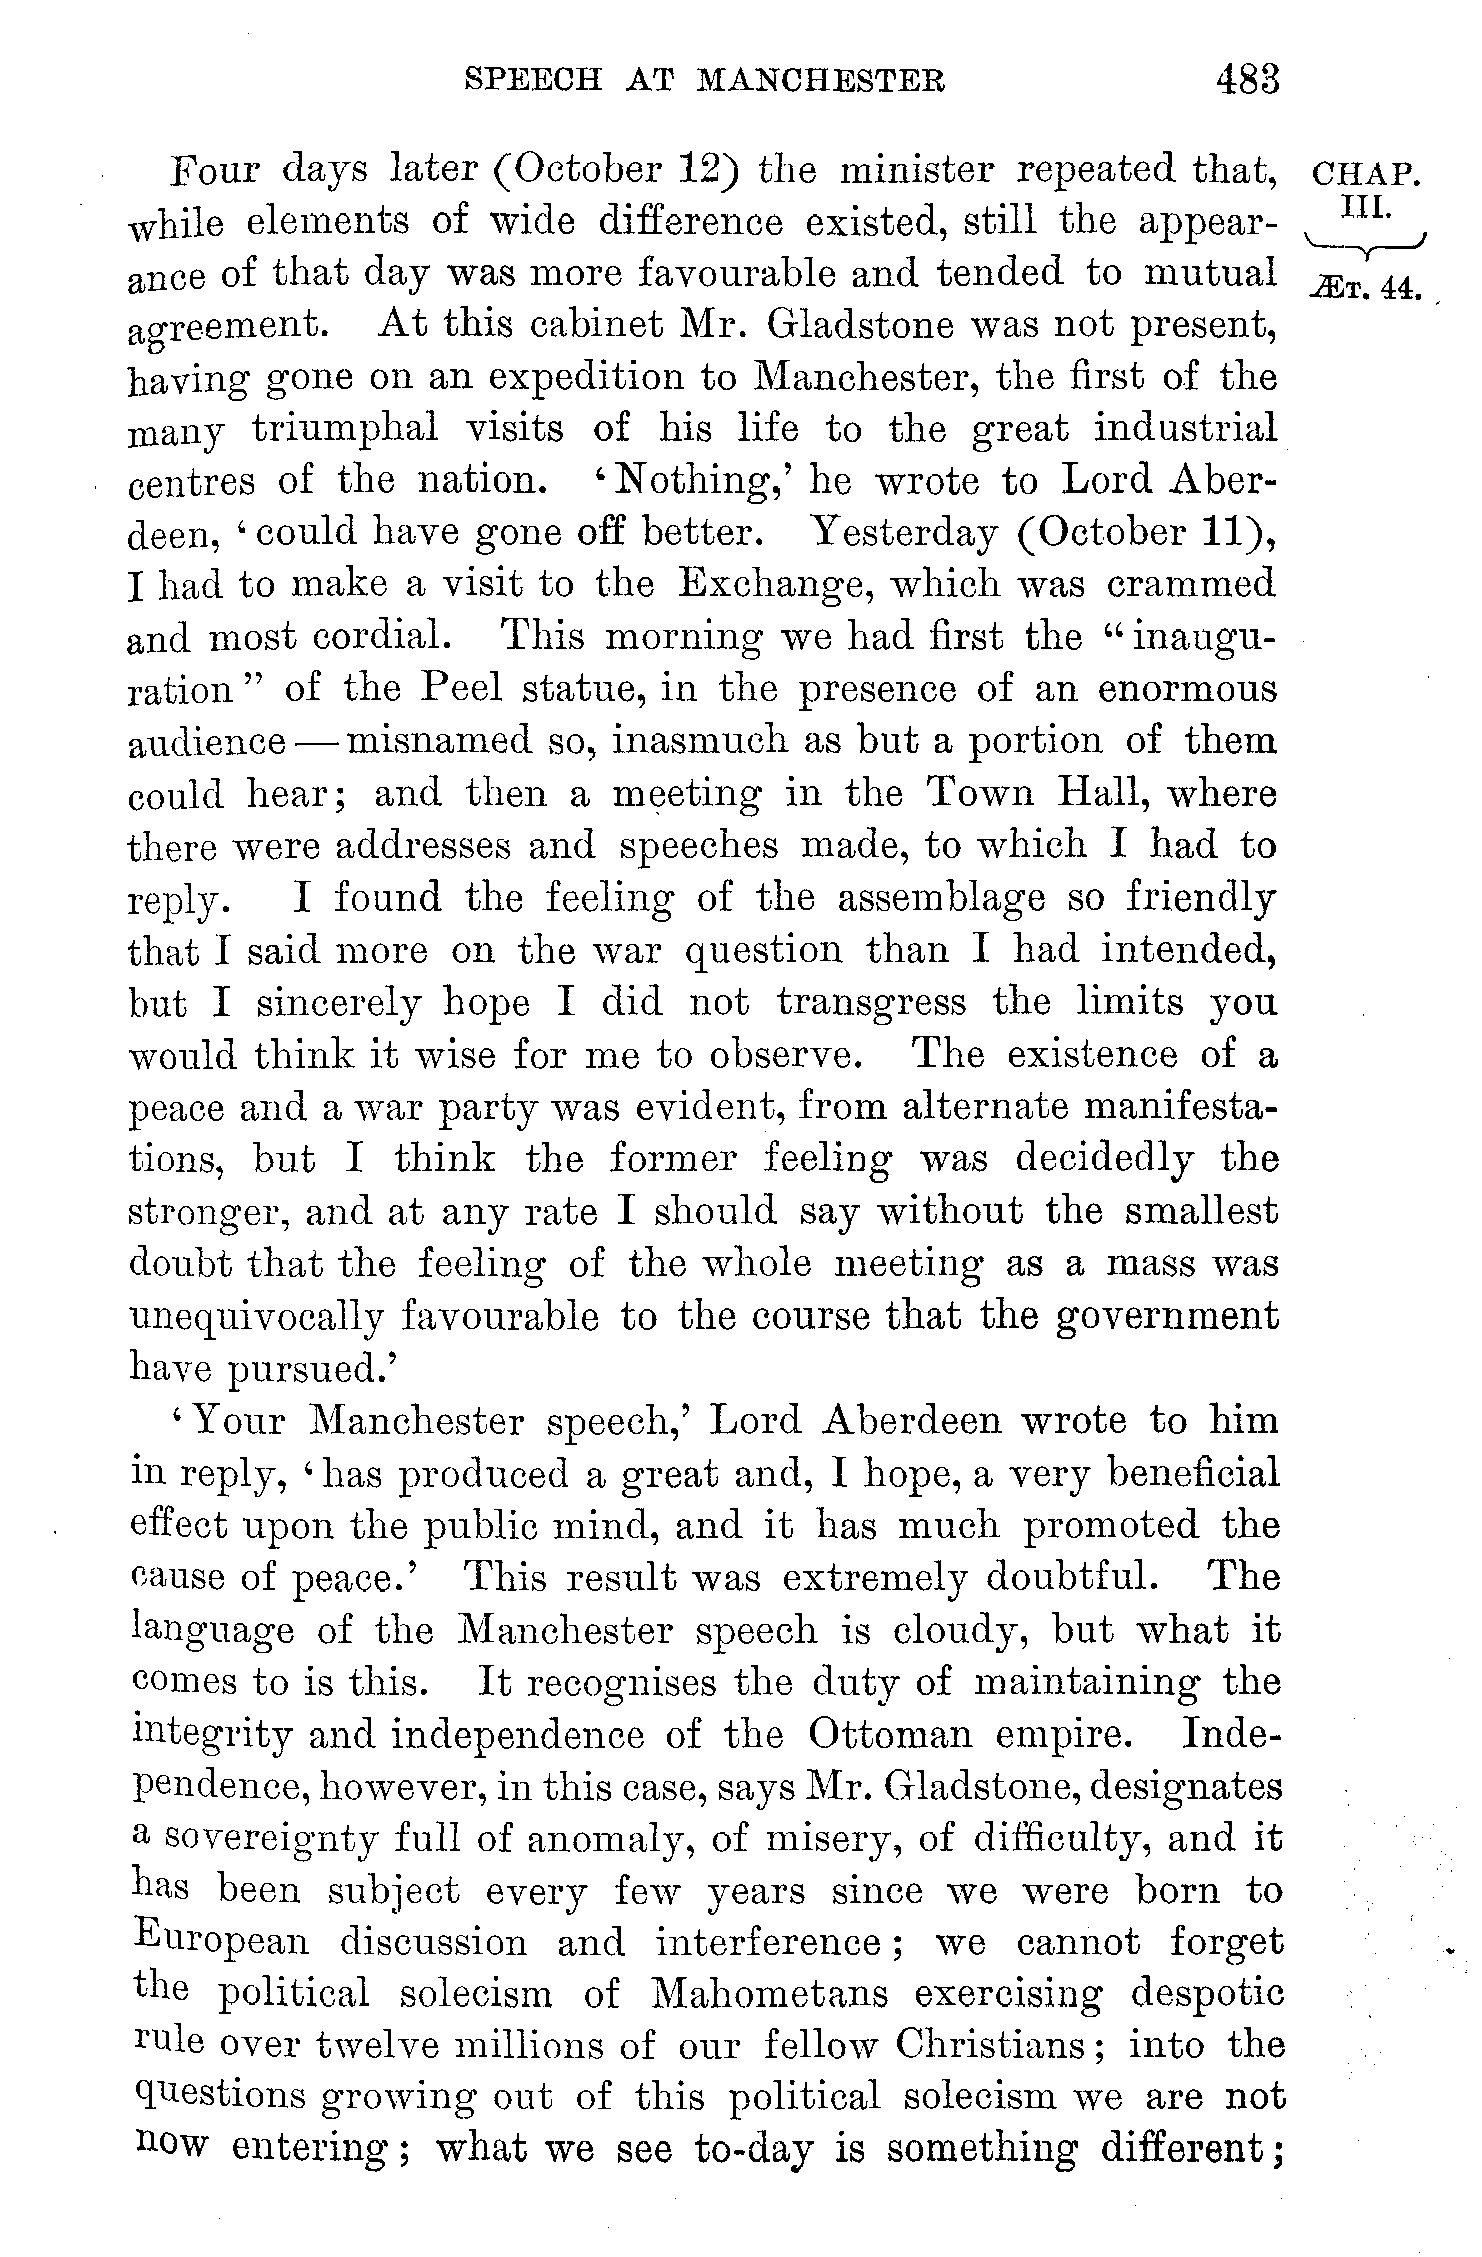 SPEECH AT MANCHESTER 483
Four days later (October 12) the minister repeated that,
while elements of wide difference existed, still the appear-
ance of that day was more favourable and tended to mutual
agreement. At this cabinet Mr. Gladstone was not present,
having gone on an expedition to Manchester, the first of the
many triumphal visits of his life to the great industrial
centres of the nation. ‘Nothing,’ he wrote to Lord Aber-
deen, ‘could have gone off better. Yesterday (October 11),
I had to make a visit to the Exchange, which was crammed
and most cordial. This morning we had first the “inaugu-
ration” of the Peel statue, in the presence of an enormous
audience—misnamed so, inasmuch as but a portion of them
could hear; and then a meeting in the Town Hall, where
there were addresses and speeches made, to which I had to
reply. I found the feeling of the assemblage so friendly
that I said more on the war question than I had intended,
but I sincerely hope I did not transgress the limits you
would think it wise for me to observe. The existence of a
peace and a war party was evident, from alternate manifesta-
tions, but I think the former feeling was decidedly the
stronger, and at any rate I should say without the smallest
doubt that the feeling of the whole meeting as a mass was
unequivocally favourable to the course that the government
have pursued.’
‘Your Manchester speech,’ Lord Aberdeen wrote to him
in reply, ‘has produced a great and, I hope, a very beneficial
effect upon the public mind, and it has much promoted the
cause of peace.’ This result was extremely doubtful. The
language of the Manchester speech is cloudy, but what it
comes to is this. It recognises the duty of maintaining the
integrity and independence of the Ottoman empire. Inde-
pendence, however, in this case, says Mr. Gladstone, designates
a sovereignty full of anomaly, of misery, of difficulty, and it
has been subject every few years since we were born to
European discussion and interference; we cannot forget
the political solecism of Mahometans exercising despotic
rule over twelve millions of our fellow Christians; into the
questions growing out of this political solecism we are not
now entering; what we see to-day is something different;
CHAP.
III.
ÆT. 44.